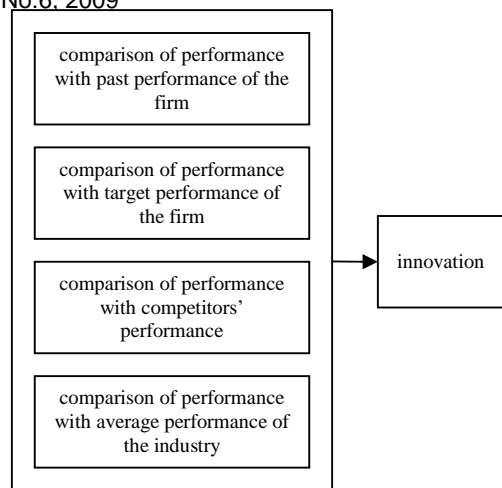 No.6, 2009
comparison of performance
with past performance of the
firm
comparison of performance
with target performance of
the firm
comparison of performance
with competitors'
performance
comparison of performance
with average performance of
the industry
innovation